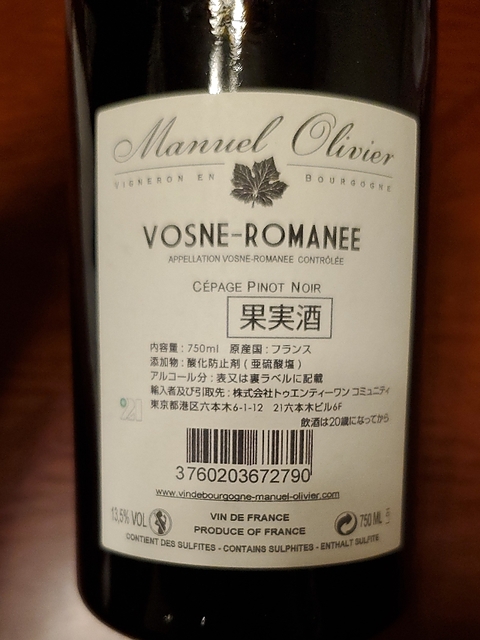 Manuel Olivier
VIGNERON EN BOURGOGNE
VOSNE-ROMANEE
APPELLATION VOSNE-ROMANEE CONTRÔLÉE
CÉPAGE PINOT NOIR
果実酒
内容量：750ml 原産国：フランス
添加物：酸化防止剤（亜硫酸塩）
アルコール分：表又は裏ラベルに記載
輸入者及び引取先：株式会社トゥエンティーワン コミュニティ
東京都港区六本木6-1-12 21六本木ビル6F
飲酒は20歳になってから
21
3760203672790
www.vindebourgogne-manuel-olivier.com
13,5% VOL
VIN DE FRANCE
PRODUCE OF FRANCE
750 ML
CONTIENT DES SULFITES - CONTAINS SULPHITES - ENTHALT SULFITE